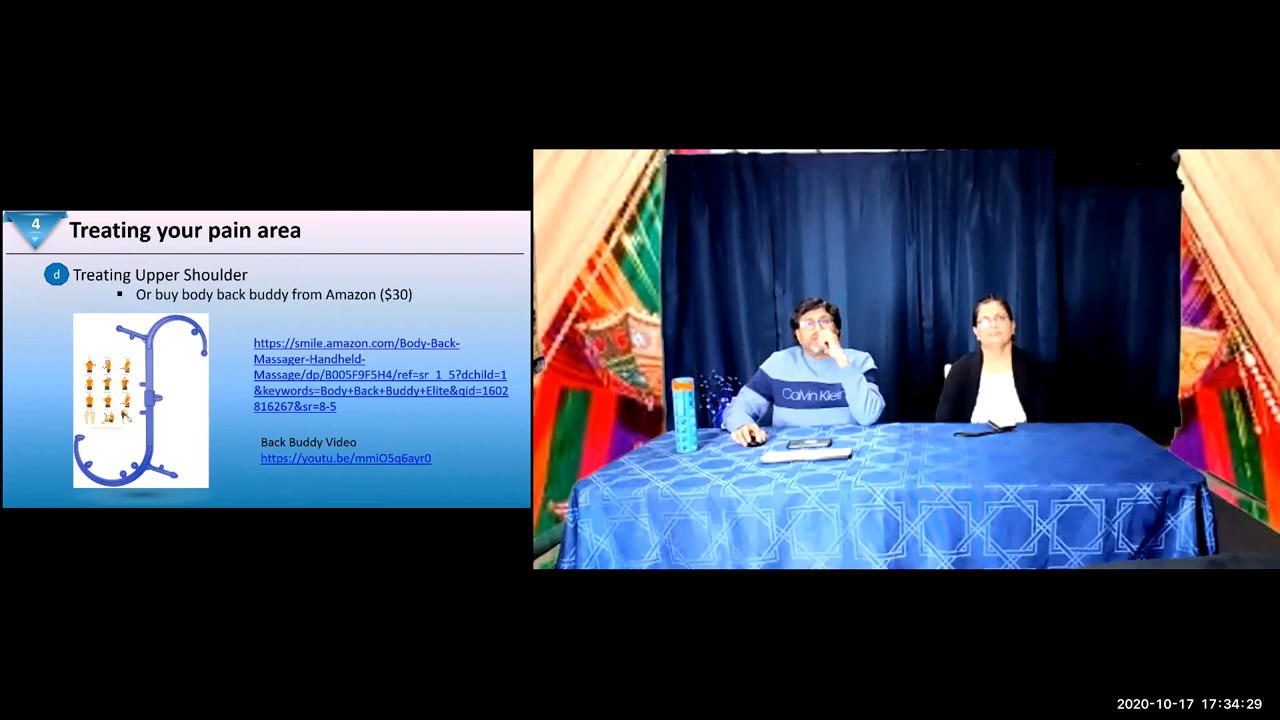 4
Treating your pain area
d
Treating Upper Shoulder
▪ Or buy body back buddy from Amazon ($30)
https://smile.amazon.com/Body-Back-
Massager-Handheld-
Massage/dp/B005F9F5H4/ref=sr_1_5?dchild=1
&keywords=Body+Back+Buddy+Elite&qid=1602
816267&sr=8-5
Back Buddy Video
https://youtu.be/mmiO5q6ayr0
Calvin Klein
2020-10-17 17:34:29